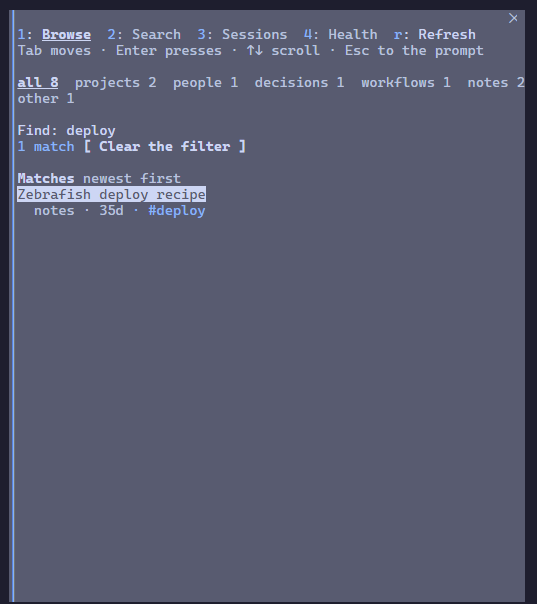 ×
1: Browse  2: Search  3: Sessions  4: Health  r: Refresh
Tab moves · Enter presses · ↑↓ scroll · Esc to the prompt
all 8  projects 2  people 1  decisions 1  workflows 1  notes 2
other 1
Find: deploy
1 match [ Clear the filter ]
Matches newest first
Zebrafish deploy recipe
notes · 35d · #deploy